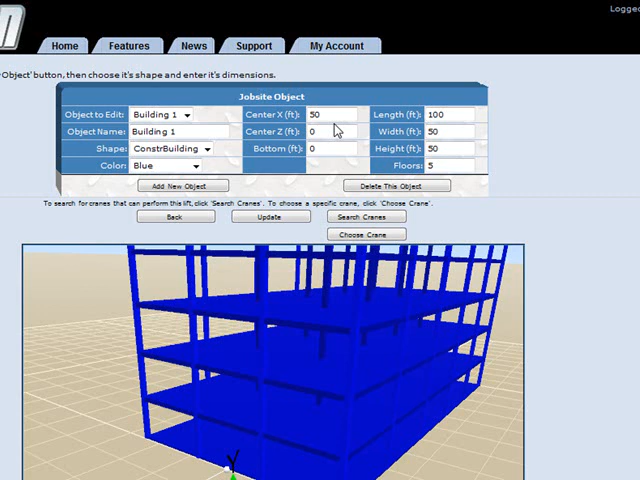 Logged
Home Features News Support My Account
Object' button, then choose it's shape and enter it's dimensions.
Jobsite Object
Object to Edit: Building 1 Center X (ft): 50 Length (ft): 100
Object Name: Building 1 Center Z (ft): 0 Width (ft): 50
Shape: ConstrBuilding Bottom (ft): 0 Height (ft): 50
Color: Blue Floors: 5
Add New Object Delete This Object
To search for cranes that can perform this lift, click 'Search Cranes'. To choose a specific crane, click 'Choose Crane'.
Back Update Search Cranes
Choose Crane
Y